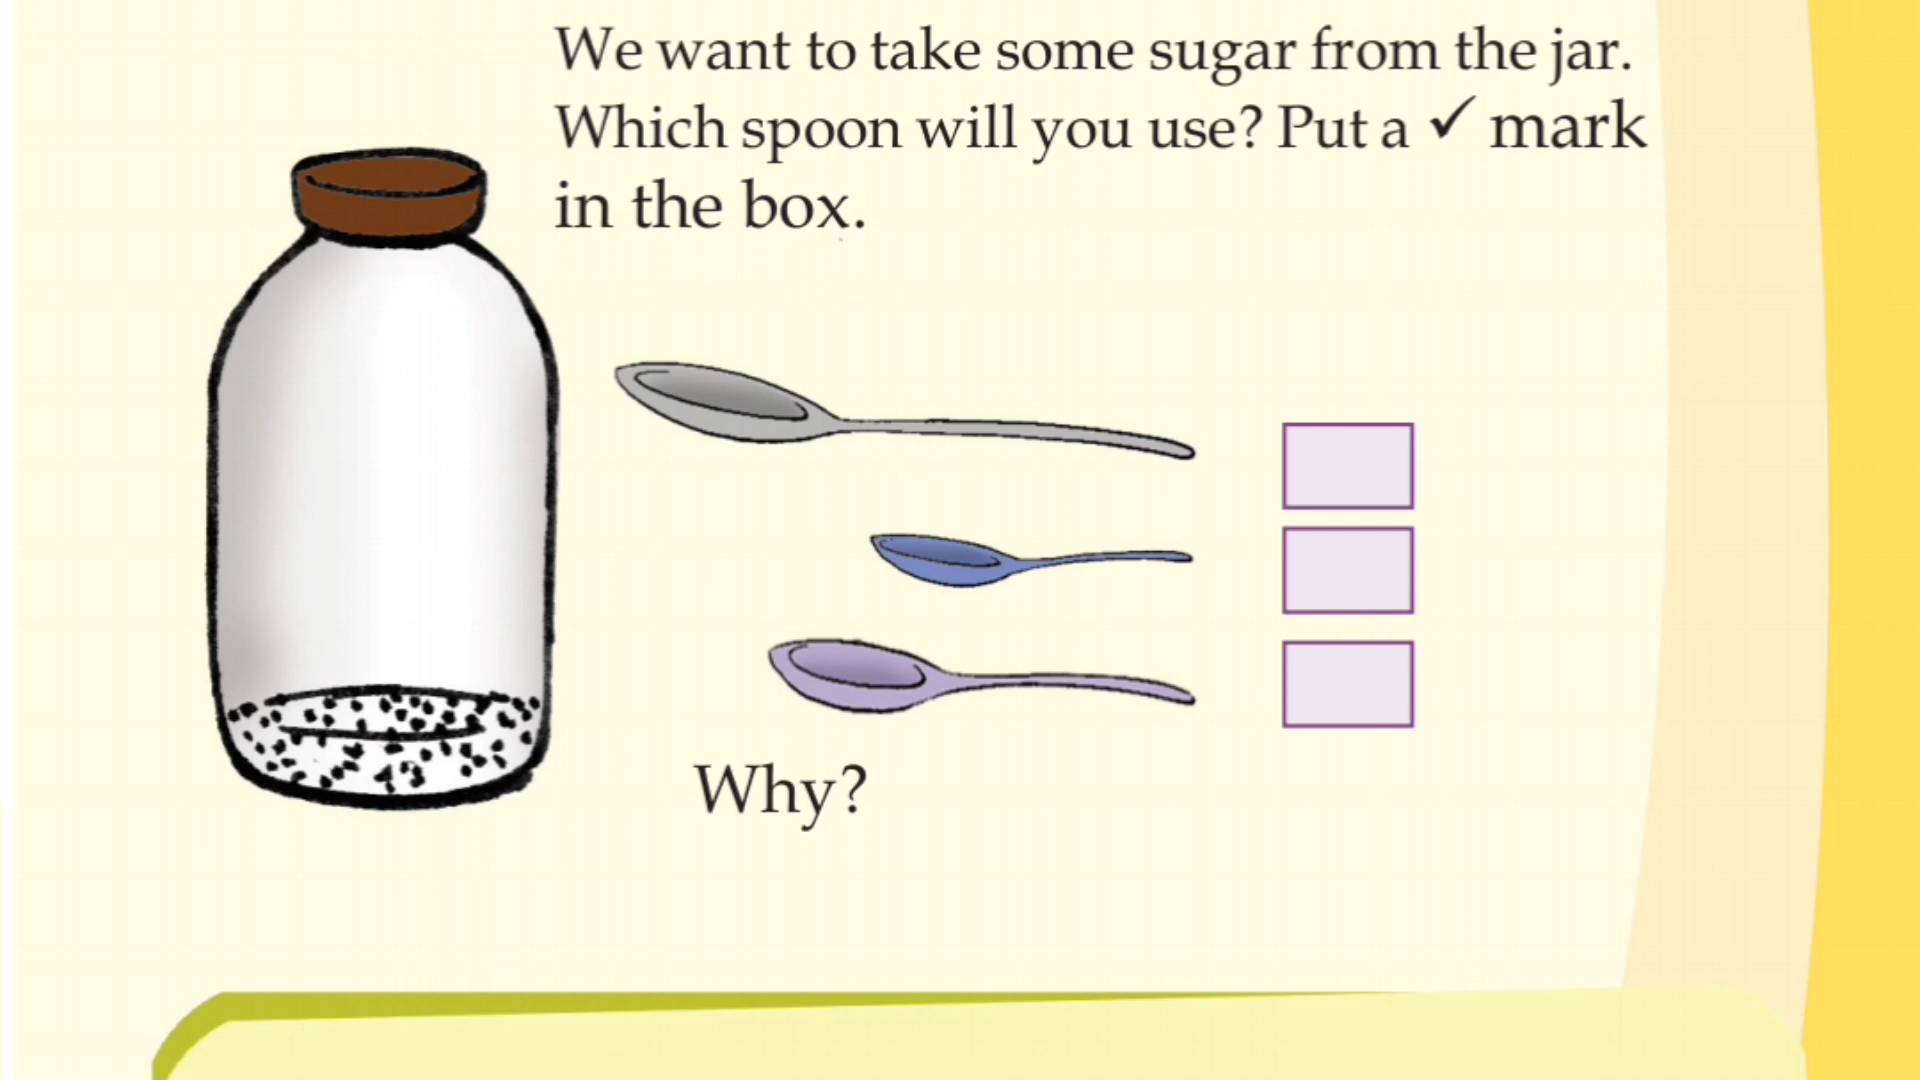 We want to take some sugar from the jar.
Which spoon will you use? Put a ✓ mark
in the box.
Why?